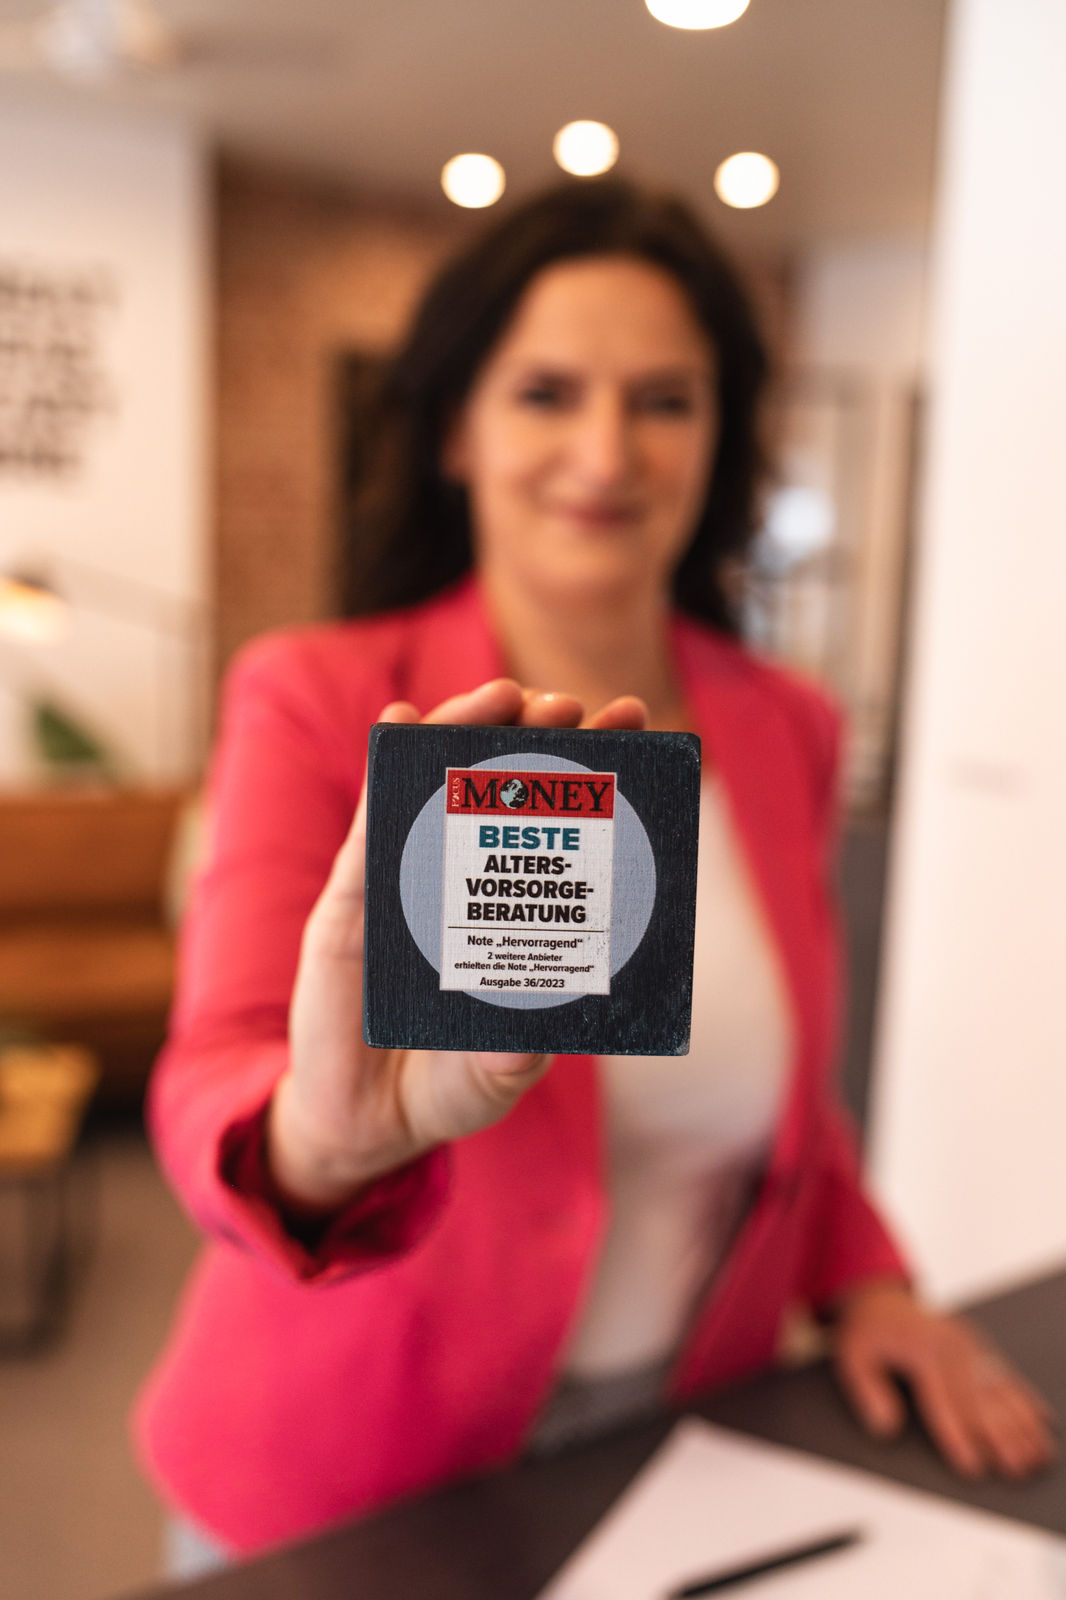 FOCUS MONEY
BESTE
ALTERS-
VORSORGE-
BERATUNG
Note „Hervorragend“
2 weitere Anbieter
erhielten die Note „Hervorragend“
Ausgabe 36/2023